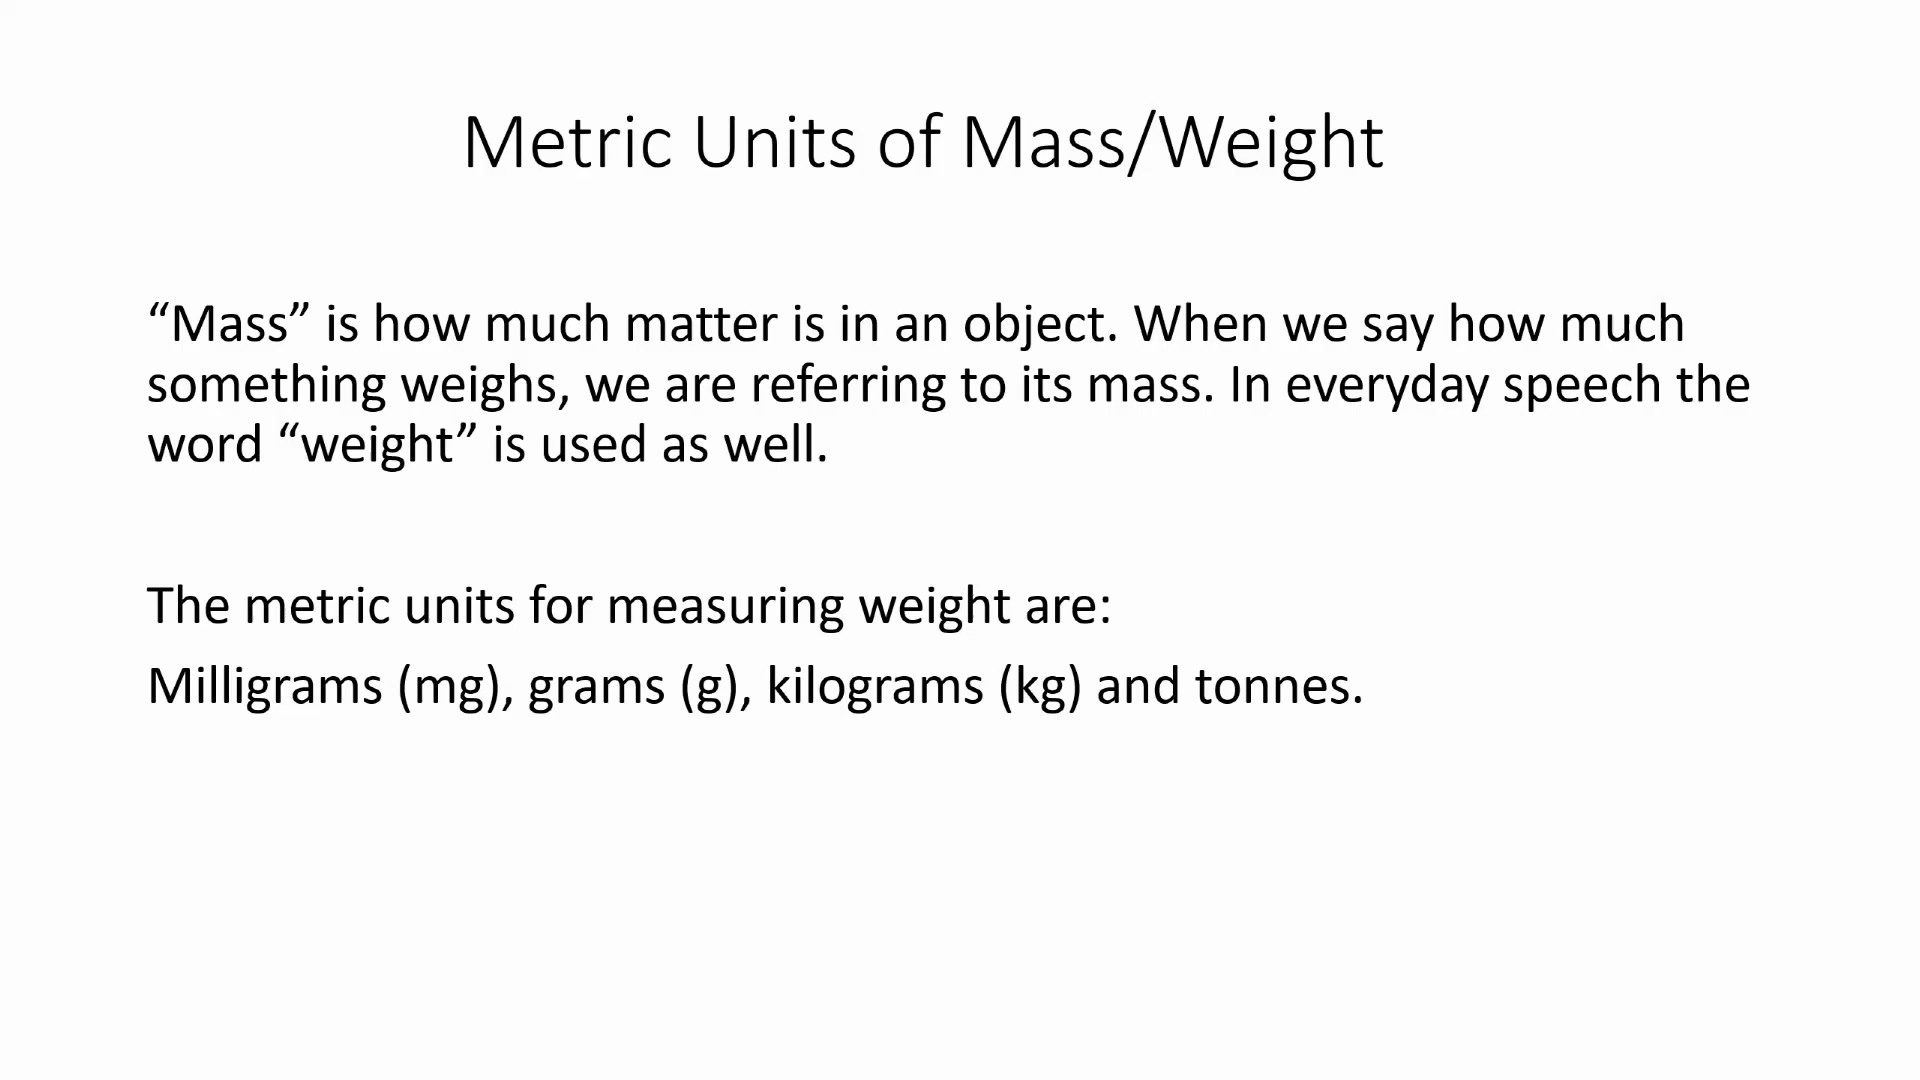 Metric Units of Mass/Weight
“Mass” is how much matter is in an object. When we say how much
something weighs, we are referring to its mass. In everyday speech the
word “weight” is used as well.
The metric units for measuring weight are:
Milligrams (mg), grams (g), kilograms (kg) and tonnes.